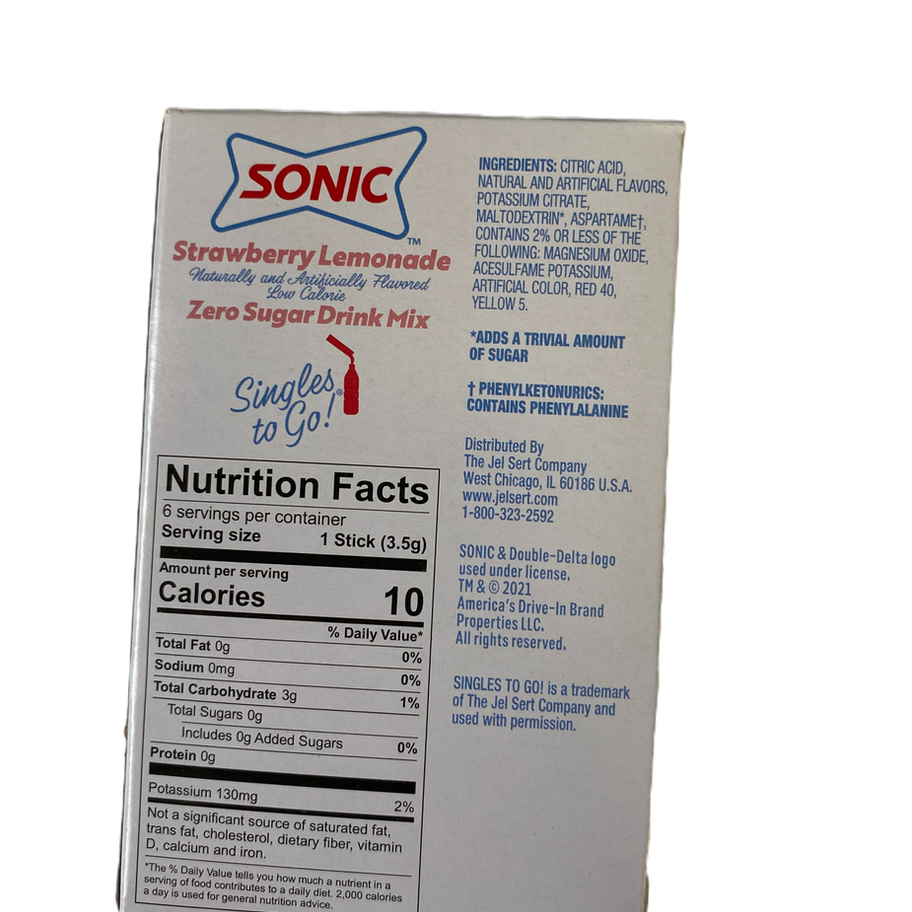 SONIC
TM
Strawberry Lemonade
Naturally and Artificially Flavored
Low Calorie
Zero Sugar Drink Mix
Singles
to Go!®
Nutrition Facts
6 servings per container
Serving size 1 Stick (3.5g)
Amount per serving
Calories 10
% Daily Value*
Total Fat 0g 0%
Sodium 0mg 0%
Total Carbohydrate 3g 1%
Total Sugars 0g
Includes 0g Added Sugars 0%
Protein 0g
Potassium 130mg 2%
Not a significant source of saturated fat,
trans fat, cholesterol, dietary fiber, vitamin
D, calcium and iron.
*The % Daily Value tells you how much a nutrient in a
serving of food contributes to a daily diet. 2,000 calories
a day is used for general nutrition advice.
INGREDIENTS: CITRIC ACID,
NATURAL AND ARTIFICIAL FLAVORS,
POTASSIUM CITRATE,
MALTODEXTRIN*, ASPARTAME†,
CONTAINS 2% OR LESS OF THE
FOLLOWING: MAGNESIUM OXIDE,
ACESULFAME POTASSIUM,
ARTIFICIAL COLOR, RED 40,
YELLOW 5.
*ADDS A TRIVIAL AMOUNT
OF SUGAR
† PHENYLKETONURICS:
CONTAINS PHENYLALANINE
Distributed By
The Jel Sert Company
West Chicago, IL 60186 U.S.A.
www.jelsert.com
1-800-323-2592
SONIC & Double-Delta logo
used under license.
TM & © 2021
America's Drive-In Brand
Properties LLC.
All rights reserved.
SINGLES TO GO! is a trademark
of The Jel Sert Company and
used with permission.